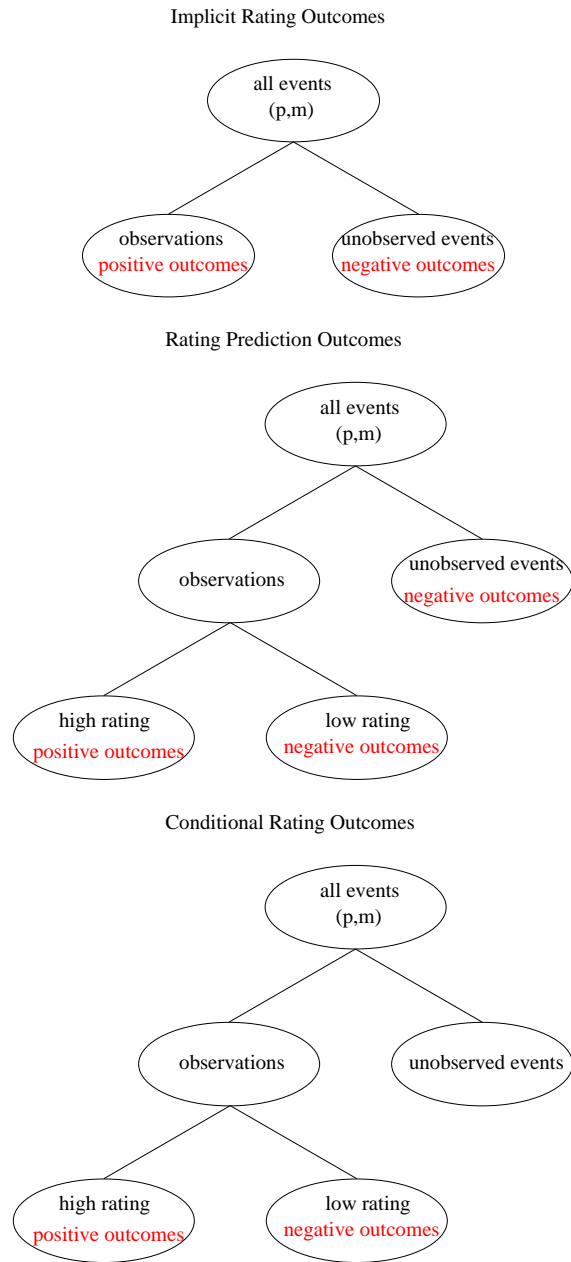 Implicit Rating Outcomes
all events
(p,m)
observations
positive outcomes
unobserved events
negative outcomes
Rating Prediction Outcomes
all events
(p,m)
observations
unobserved events
negative outcomes
high rating
positive outcomes
low rating
negative outcomes
Conditional Rating Outcomes
all events
(p,m)
observations
unobserved events
high rating
positive outcomes
low rating
negative outcomes